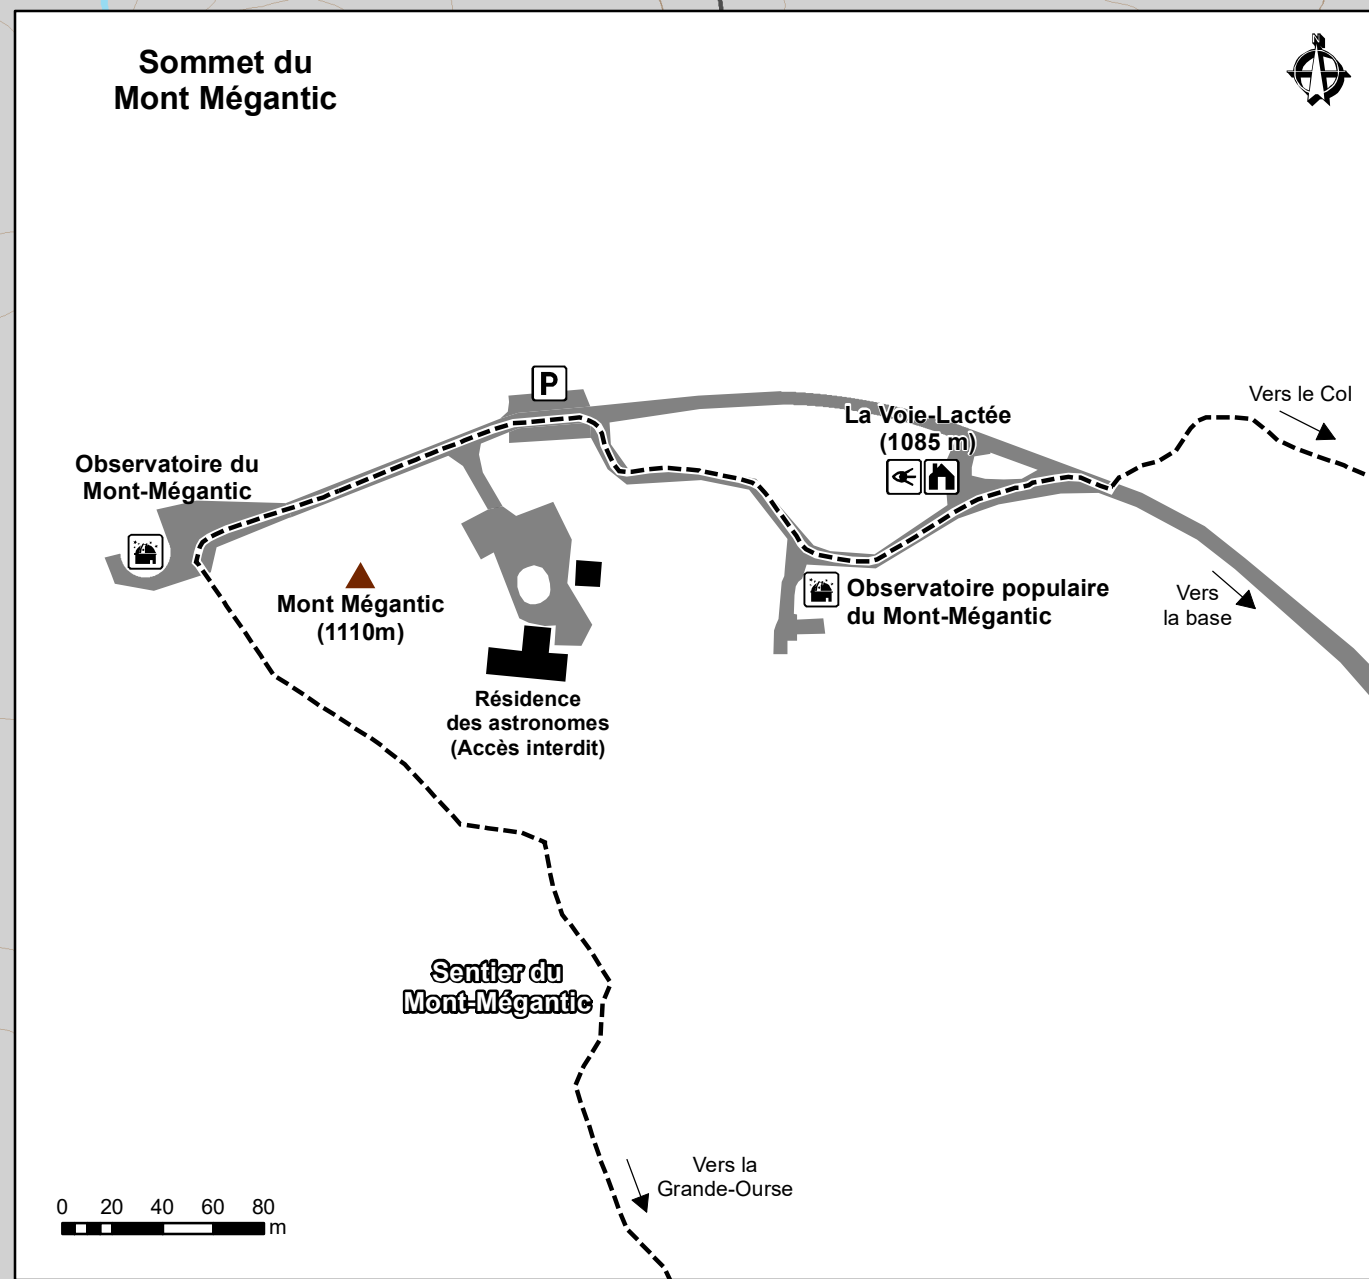 Sommet du
Mont Mégantic
N
P
Vers le Col
La Voie-Lactée
(1085 m)
Observatoire du
Mont-Mégantic
Mont Mégantic
(1110m)
Observatoire populaire
du Mont-Mégantic
Vers
la base
Résidence
des astronomes
(Accès interdit)
Sentier du
Mont-Mégantic
Vers la
Grande-Ourse
0 20 40 60 80
m